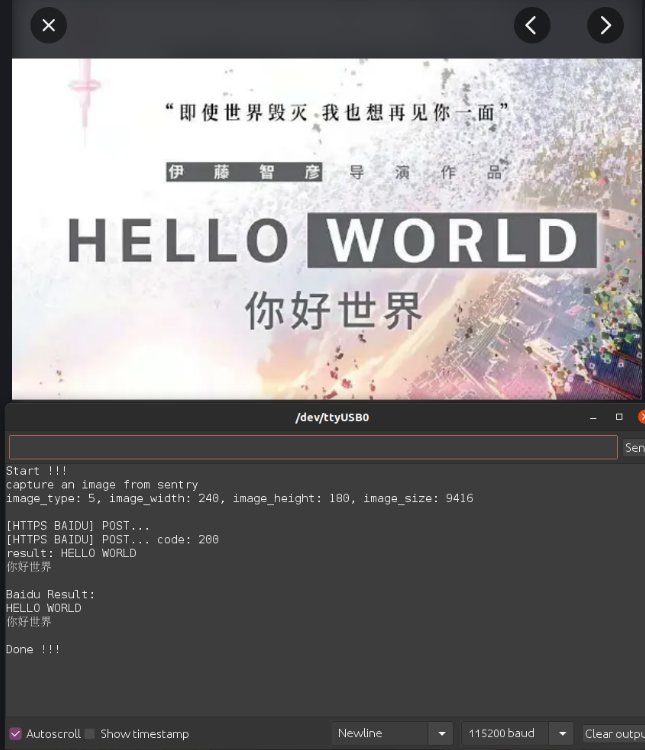 “即使世界毁灭 我也想再见你一面”
伊藤智彦 导演作品
HELLO WORLD
你好世界
/dev/ttyUSB0
Sen
Start !!!
capture an image from sentry
image_type: 5, image_width: 240, image_height: 180, image_size: 9416
[HTTPS BAIDU] POST...
[HTTPS BAIDU] POST... code: 200
result: HELLO WORLD
你好世界
Baidu Result:
HELLO WORLD
你好世界
Done !!!
Autoscroll Show timestamp Newline 115200 baud Clear outpu